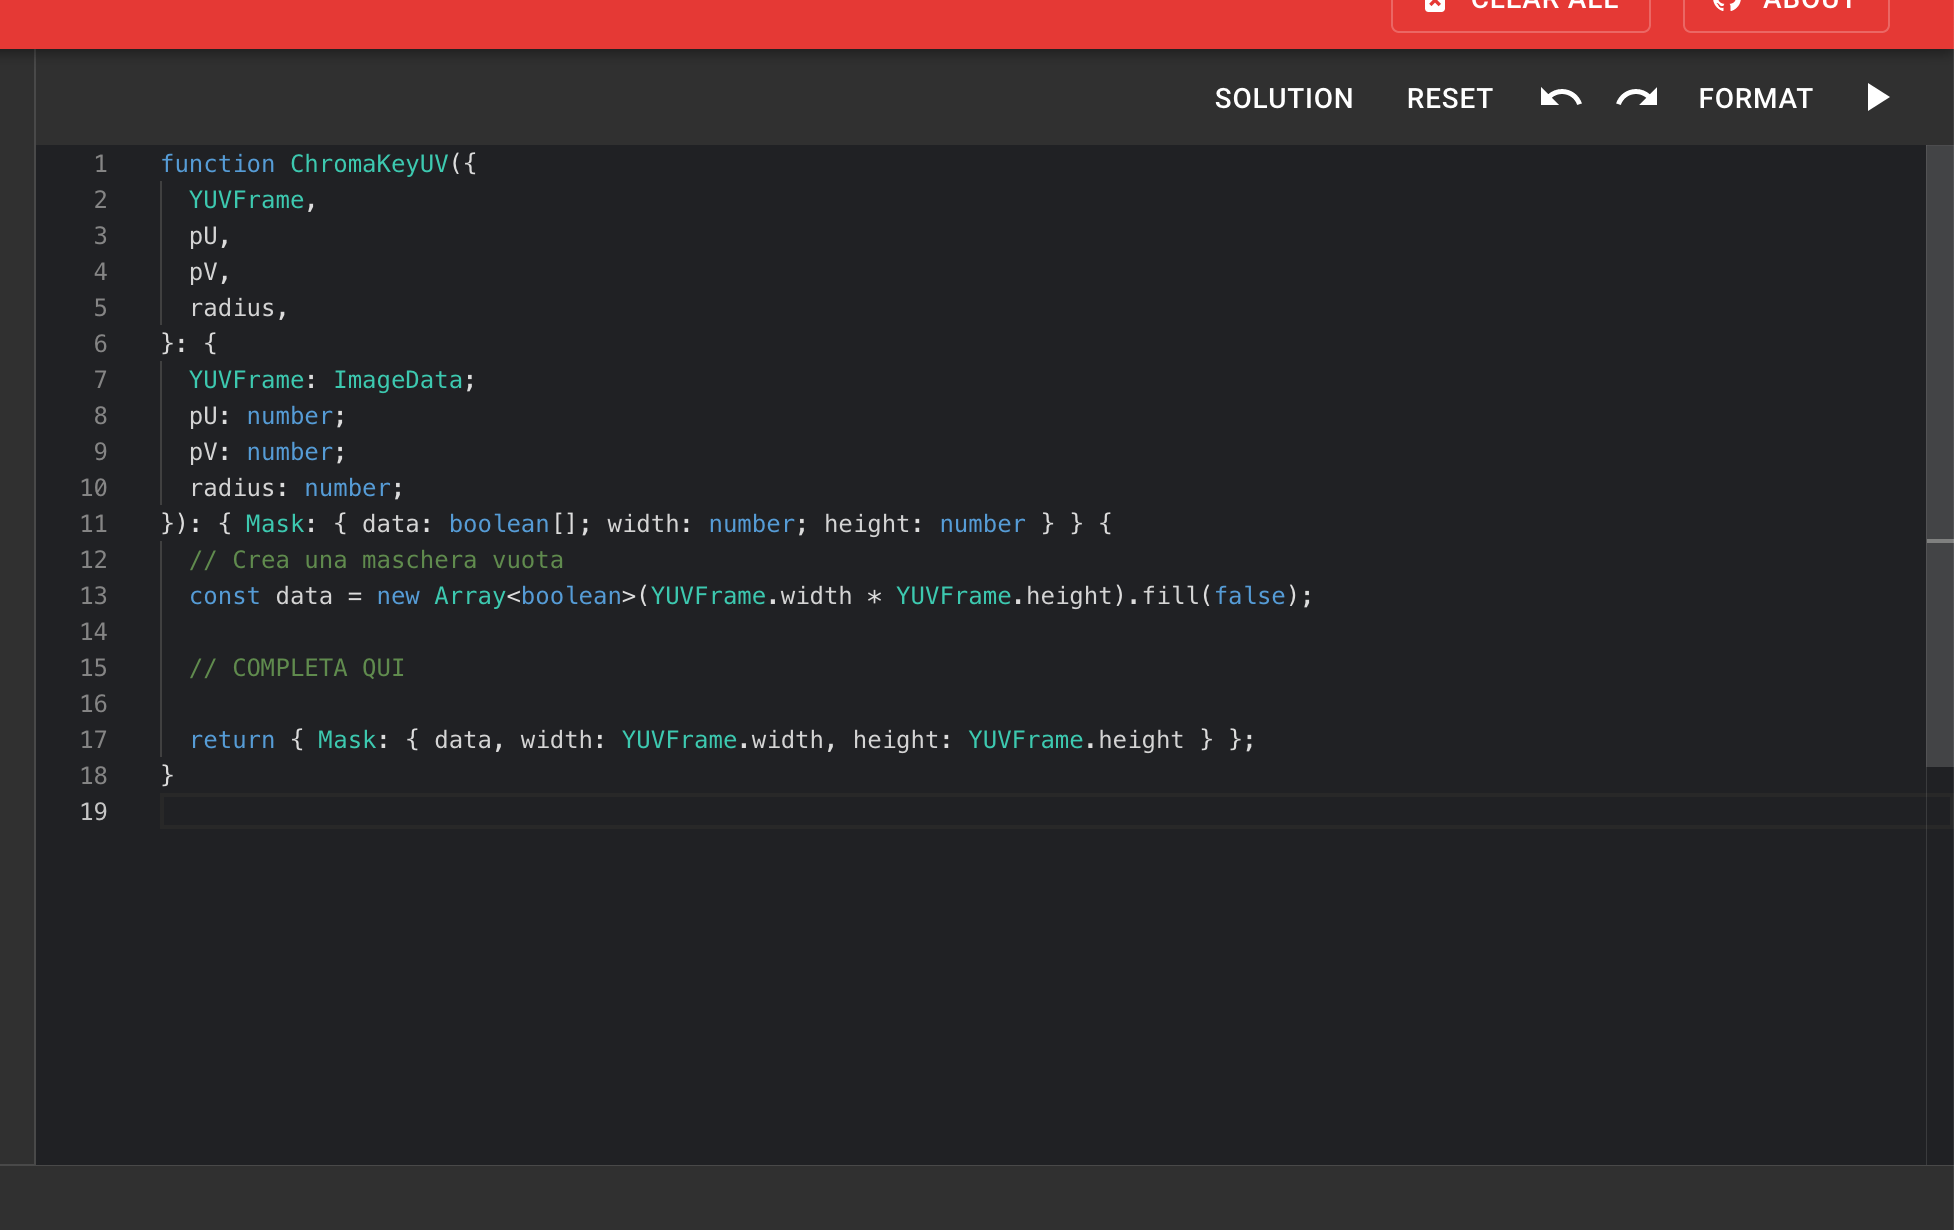 CLEAR ALL ABOUT
SOLUTION RESET FORMAT
1 function ChromaKeyUV({
2 YUVFrame,
3 pU,
4 pV,
5 radius,
6 }: {
7 YUVFrame: ImageData;
8 pU: number;
9 pV: number;
10 radius: number;
11 }): { Mask: { data: boolean[]; width: number; height: number } } {
12 // Crea una maschera vuota
13 const data = new Array<boolean>(YUVFrame.width * YUVFrame.height).fill(false);
14
15 // COMPLETA QUI
16
17 return { Mask: { data, width: YUVFrame.width, height: YUVFrame.height } };
18 }
19